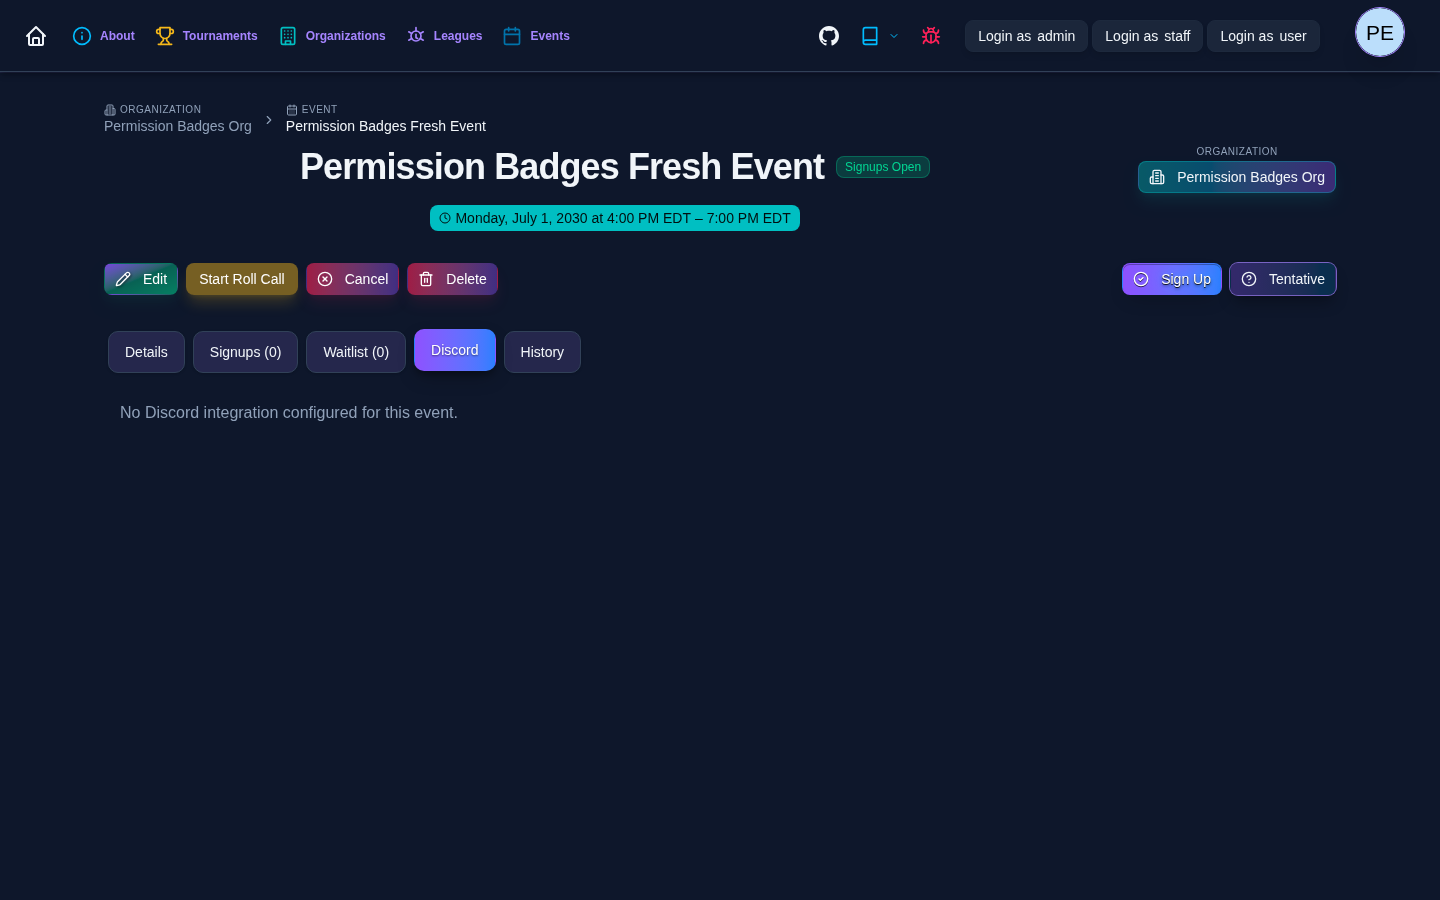 About Tournaments Organizations Leagues Events Login as admin Login as staff Login as user PE
ORGANIZATION EVENT
Permission Badges Org Permission Badges Fresh Event
Permission Badges Fresh Event Signups Open
ORGANIZATION
Permission Badges Org
Monday, July 1, 2030 at 4:00 PM EDT – 7:00 PM EDT
Edit Start Roll Call Cancel Delete Sign Up Tentative
Details Signups (0) Waitlist (0) Discord History
No Discord integration configured for this event.